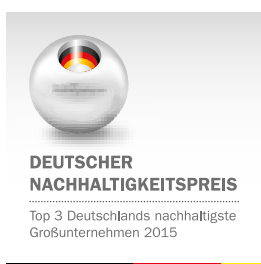 DEUTSCHER
NACHHALTIGKEITSPREIS
Top 3 Deutschlands nachhaltigste
Großunternehmen 2015